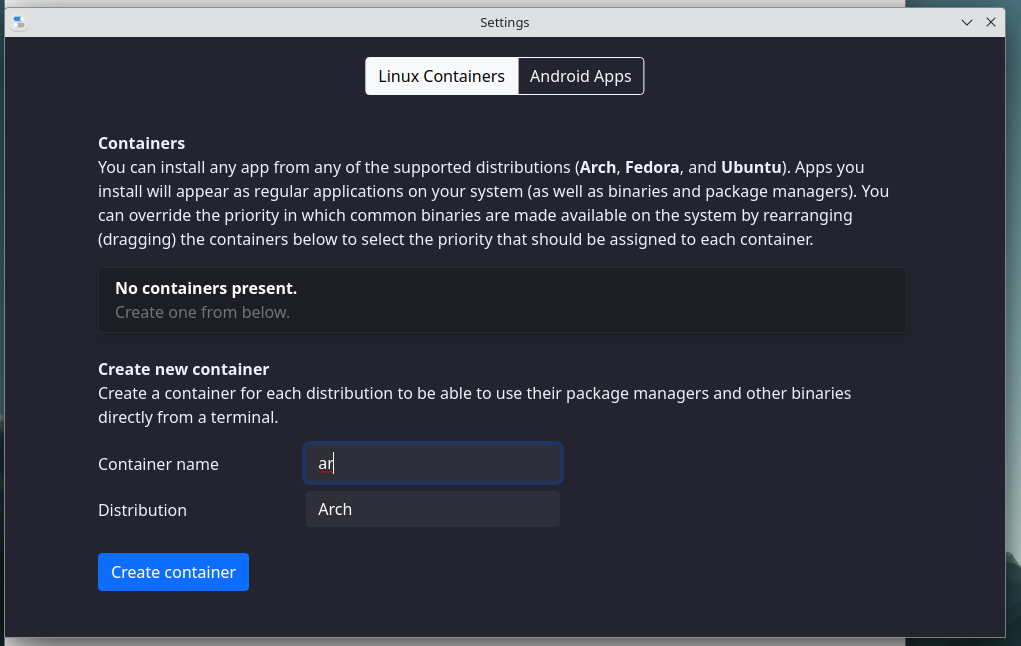 Settings
Linux Containers
Android Apps
Containers
You can install any app from any of the supported distributions (Arch, Fedora, and Ubuntu). Apps you
install will appear as regular applications on your system (as well as binaries and package managers). You
can override the priority in which common binaries are made available on the system by rearranging
(dragging) the containers below to select the priority that should be assigned to each container.
No containers present.
Create one from below.
Create new container
Create a container for each distribution to be able to use their package managers and other binaries
directly from a terminal.
Container name
ar
Distribution
Arch
Create container